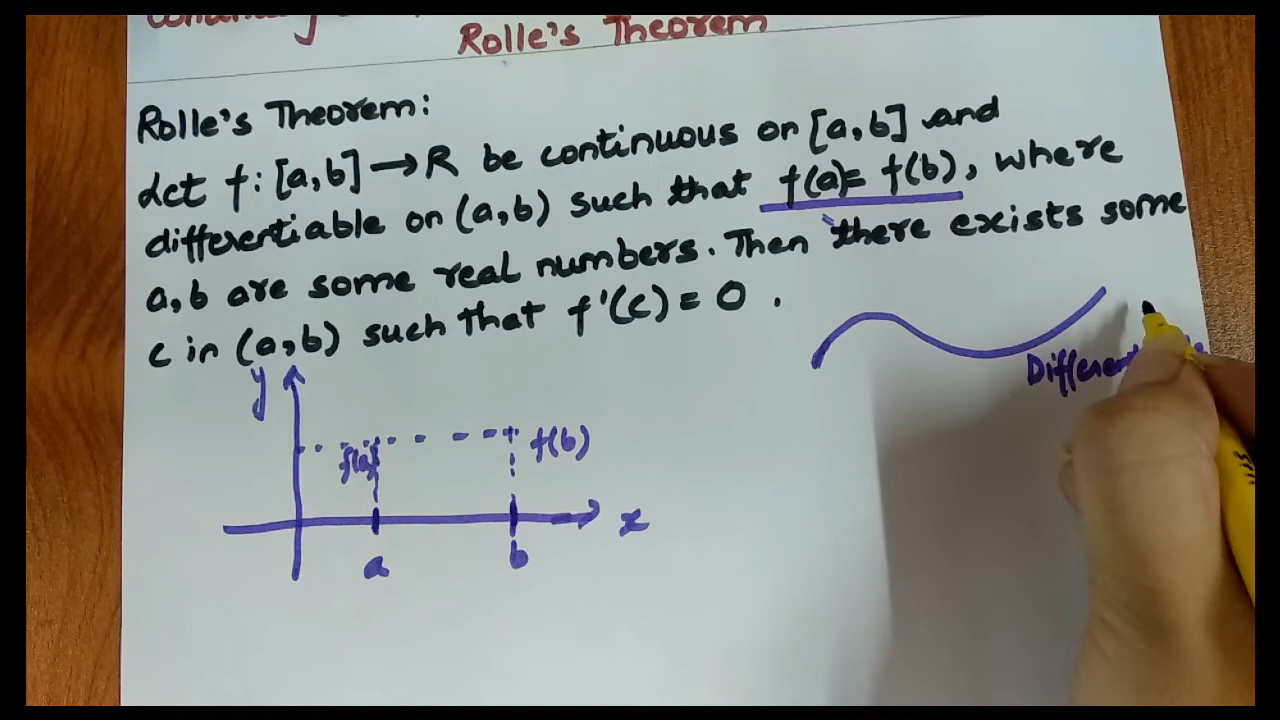 Rolle's Theorem
Rolle's Theorem:
Let f: [a,b] → R be continuous on [a,b] and
differentiable on (a,b) such that f(a)= f(b), where
a,b are some real numbers. Then there exists some
c in (a,b) such that f'(c) = 0 .
y
f(a)
f(b)
x
a
b